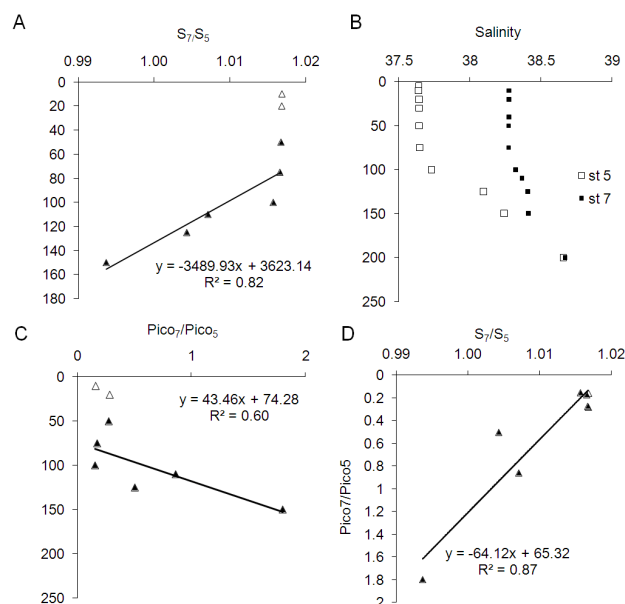 A
S7/S5
0.99 1.00 1.01 1.02
0
20
40
60
80
100
120
140
160
180
y = -3489.93x + 3623.14
R² = 0.82
B
Salinity
37.5 38 38.5 39
0
50
100
150
200
250
st 5
st 7
C
Pico7/Pico5
0 1 2
0
50
100
150
200
250
y = 43.46x + 74.28
R² = 0.60
D
S7/S5
0.99 1.00 1.01 1.02
0
0.2
0.4
0.6
0.8
1
1.2
1.4
1.6
1.8
2
Pico7/Pico5
y = -64.12x + 65.32
R² = 0.87